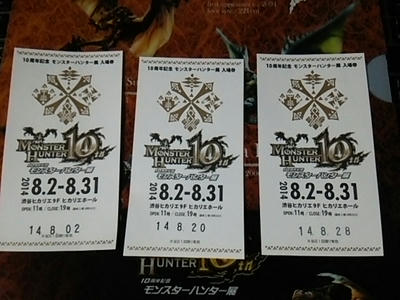 10周年記念 モンスターハンター展 入場券
MONSTER HUNTER 10th
モンスターハンター展
2014 8.2-8.31
渋谷ヒカリエ9F ヒカリエホール
OPEN 11時 / CLOSE 19時
14. 8. 02
10周年記念 モンスターハンター展 入場券
MONSTER HUNTER 10th
モンスターハンター展
2014 8.2-8.31
渋谷ヒカリエ9F ヒカリエホール
OPEN 11時 / CLOSE 19時
14. 8. 20
10周年記念 モンスターハンター展 入場券
MONSTER HUNTER 10th
モンスターハンター展
2014 8.2-8.31
渋谷ヒカリエ9F ヒカリエホール
OPEN 11時 / CLOSE 19時
14. 8. 28
HUNTER 10th
10周年記念
モンスターハンター展